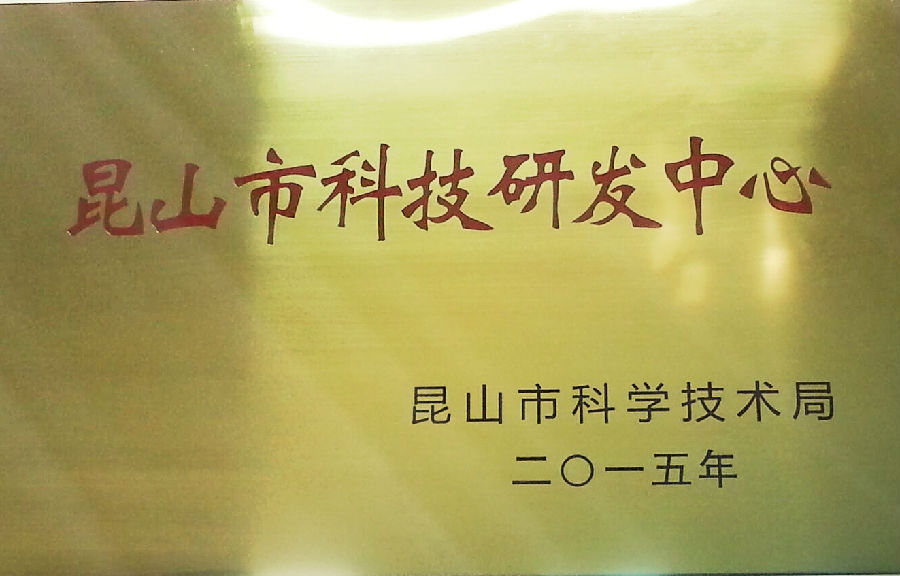 昆山市科技研发中心
昆山市科学技术局
二〇一五年